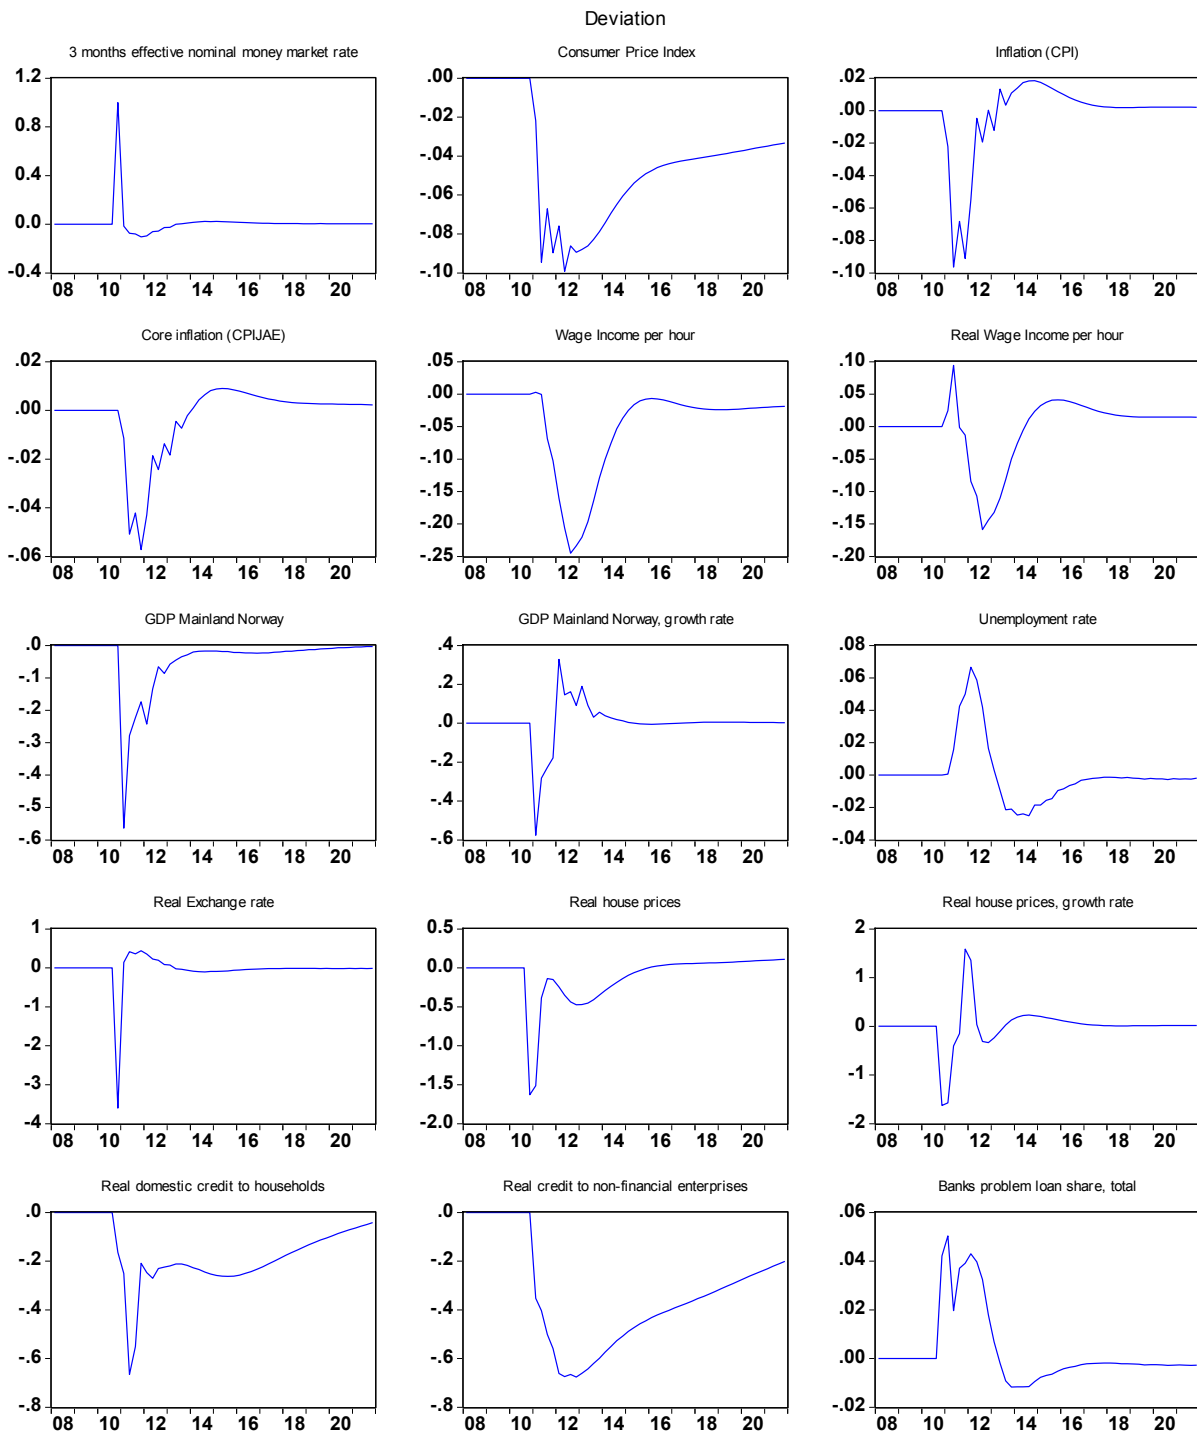 Deviation
3 months effective nominal money market rate
1.2
0.8
0.4
0.0
-0.4
08 10 12 14 16 18 20
Consumer Price Index
.00
-.02
-.04
-.06
-.08
-.10
08 10 12 14 16 18 20
Inflation (CPI)
.02
.00
-.02
-.04
-.06
-.08
-.10
08 10 12 14 16 18 20
Core inflation (CPIJAE)
.02
.00
-.02
-.04
-.06
08 10 12 14 16 18 20
Wage Income per hour
.05
.00
-.05
-.10
-.15
-.20
-.25
08 10 12 14 16 18 20
Real Wage Income per hour
.10
.05
.00
-.05
-.10
-.15
-.20
08 10 12 14 16 18 20
GDP Mainland Norway
.0
-.1
-.2
-.3
-.4
-.5
-.6
08 10 12 14 16 18 20
GDP Mainland Norway, growth rate
.4
.2
.0
-.2
-.4
-.6
08 10 12 14 16 18 20
Unemployment rate
.08
.06
.04
.02
.00
-.02
-.04
08 10 12 14 16 18 20
Real Exchange rate
1
0
-1
-2
-3
-4
08 10 12 14 16 18 20
Real house prices
0.5
0.0
-0.5
-1.0
-1.5
-2.0
08 10 12 14 16 18 20
Real house prices, growth rate
2
1
0
-1
-2
08 10 12 14 16 18 20
Real domestic credit to households
.0
-.2
-.4
-.6
-.8
08 10 12 14 16 18 20
Real credit to non-financial enterprises
.0
-.2
-.4
-.6
-.8
08 10 12 14 16 18 20
Banks problem loan share, total
.06
.04
.02
.00
-.02
08 10 12 14 16 18 20